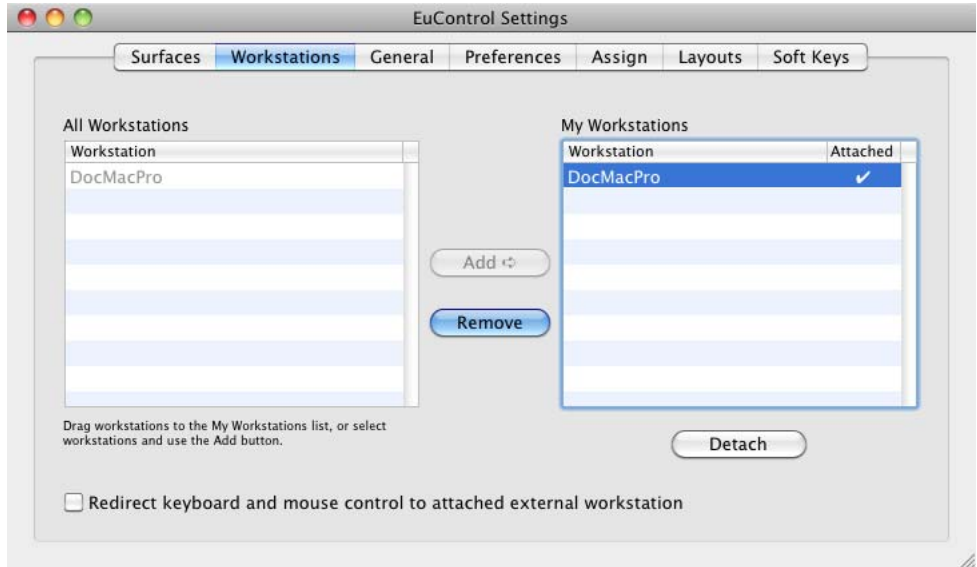 EuControl Settings
Surfaces Workstations General Preferences Assign Layouts Soft Keys
All Workstations
Workstation
DocMacPro
Add
Remove
My Workstations
Workstation Attached
DocMacPro ✔
Drag workstations to the My Workstations list, or select
workstations and use the Add button.
Detach
Redirect keyboard and mouse control to attached external workstation